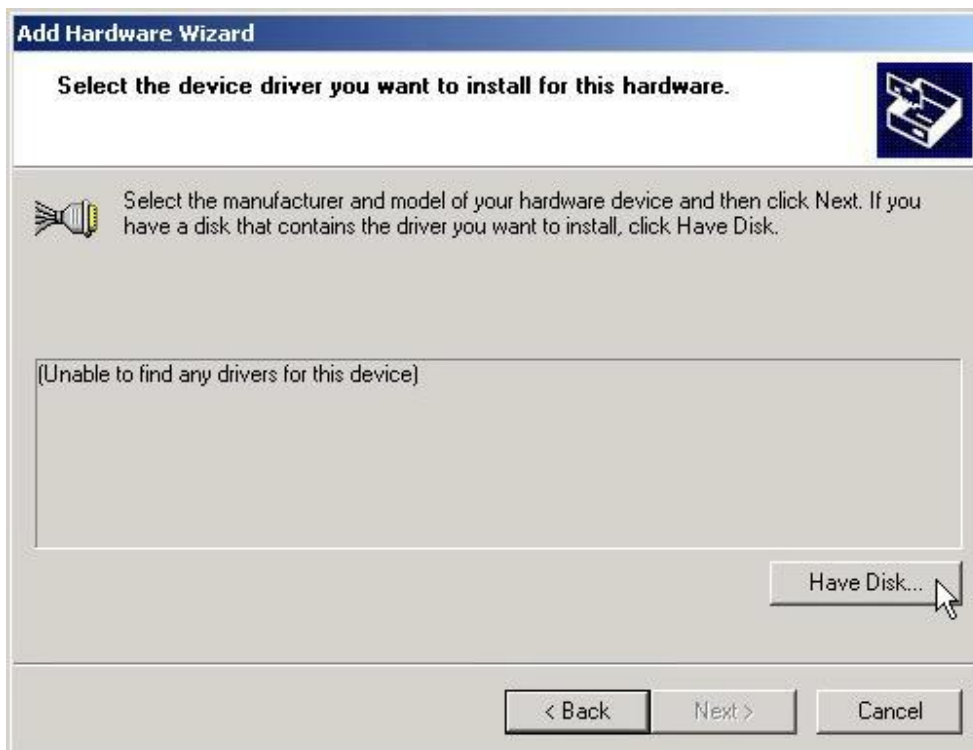 Add Hardware Wizard
Select the device driver you want to install for this hardware.
Select the manufacturer and model of your hardware device and then click Next. If you
have a disk that contains the driver you want to install, click Have Disk.
(Unable to find any drivers for this device)
Have Disk...
< Back
Next >
Cancel